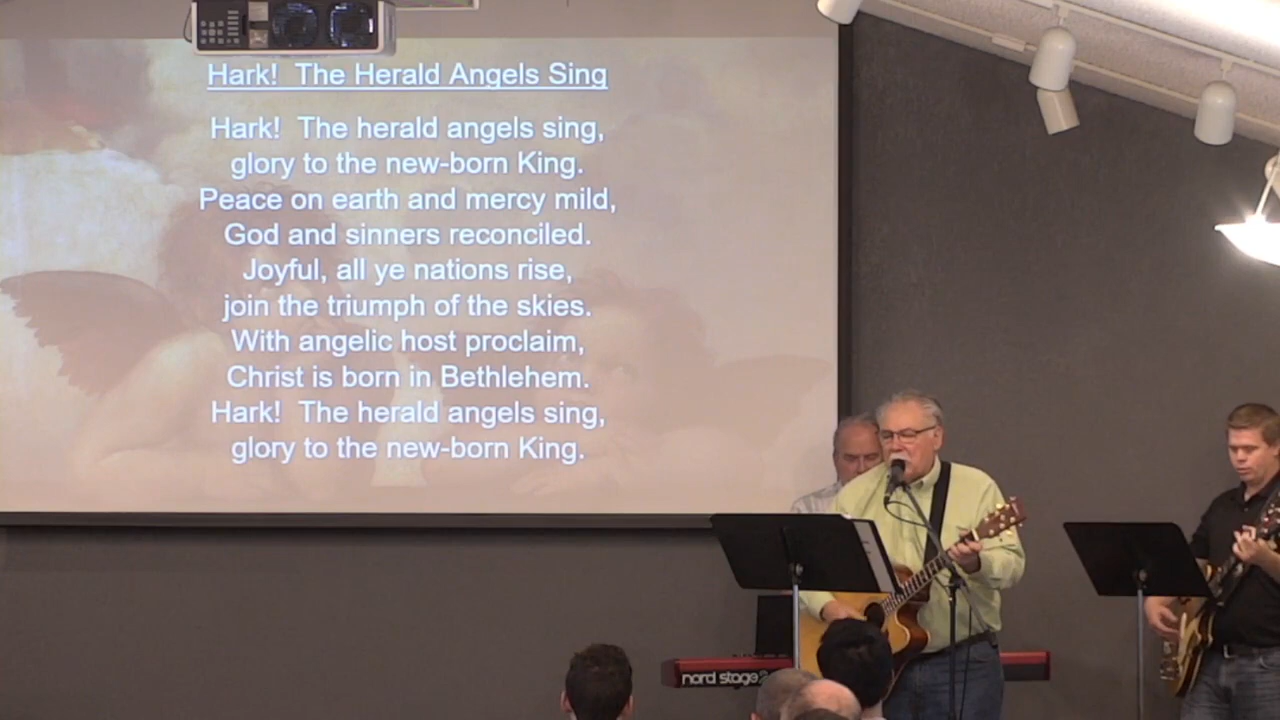 Hark!  The Herald Angels Sing
Hark!  The herald angels sing,
glory to the new-born King.
Peace on earth and mercy mild,
God and sinners reconciled.
Joyful, all ye nations rise,
join the triumph of the skies.
With angelic host proclaim,
Christ is born in Bethlehem.
Hark!  The herald angels sing,
glory to the new-born King.
nord stage2